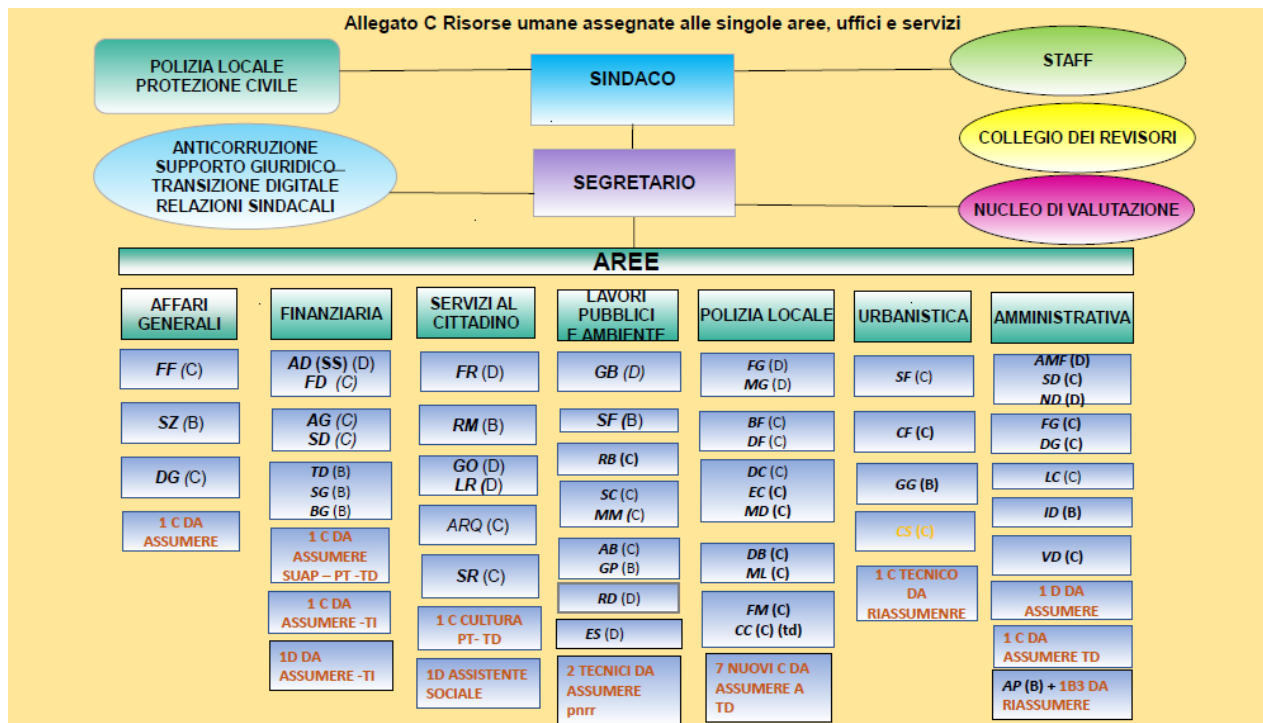 Allegato C Risorse umane assegnate alle singole aree, uffici e servizi
POLIZIA LOCALE
PROTEZIONE CIVILE
SINDACO
STAFF
ANTICORRUZIONE
SUPPORTO GIURIDICO
TRANSIZIONE DIGITALE
RELAZIONI SINDACALI
COLLEGIO DEI REVISORI
SEGRETARIO
NUCLEO DI VALUTAZIONE
AREE
AFFARI
GENERALI
FF (C)
SZ (B)
DG (C)
1 C DA
ASSUMERE
FINANZIARIA
AD (SS) (D)
FD (C)
AG (C)
SD (C)
TD (B)
SG (B)
BG (B)
1 C DA
ASSUMERE
SUAP – PT -TD
1 C DA
ASSUMERE -TI
1D DA
ASSUMERE -TI
SERVIZI AL
CITTADINO
FR (D)
RM (B)
GO (D)
LR (D)
ARQ (C)
SR (C)
1 C CULTURA
PT- TD
1D ASSISTENTE
SOCIALE
LAVORI
PUBBLICI
E AMBIENTE
GB (D)
SF (B)
RB (C)
SC (C)
MM (C)
AB (C)
GP (B)
RD (D)
ES (D)
2 TECNICI DA
ASSUMERE
pnrr
POLIZIA LOCALE
FG (D)
MG (D)
BF (C)
DF (C)
DC (C)
EC (C)
MD (C)
DB (C)
ML (C)
FM (C)
CC (C) (td)
7 NUOVI C DA
ASSUMERE A
TD
URBANISTICA
SF (C)
CF (C)
GG (B)
CS (C)
1 C TECNICO
DA
RIASSUMENRE
AMMINISTRATIVA
AMF (D)
SD (C)
ND (D)
FG (C)
DG (C)
LC (C)
ID (B)
VD (C)
1 D DA
ASSUMERE
1 C DA
ASSUMERE TD
AP (B) + 1B3 DA
RIASSUMERE